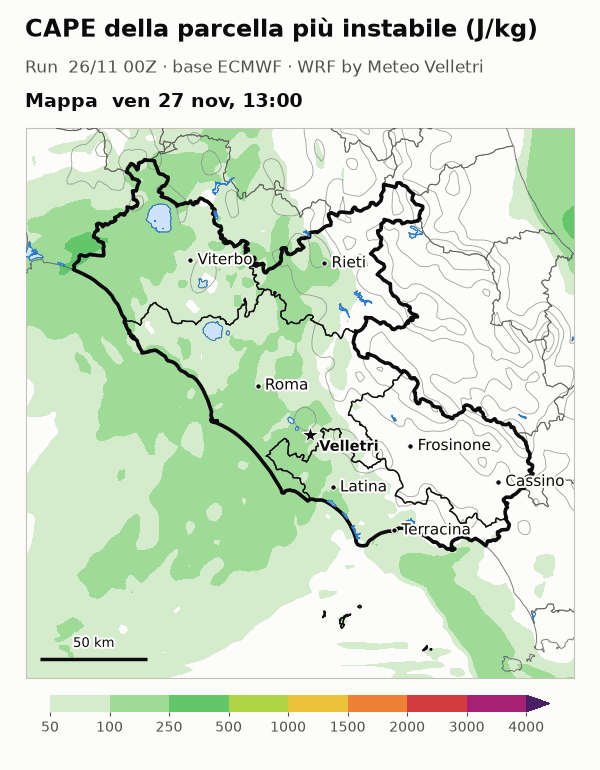 CAPE della parcella più instabile (J/kg)
Run  26/11 00Z · base ECMWF · WRF by Meteo Velletri
Mappa  ven 27 nov, 13:00
Viterbo
Rieti
Roma
Velletri
Frosinone
Latina
Cassino
Terracina
50 km
50 100 250 500 1000 1500 2000 3000 4000